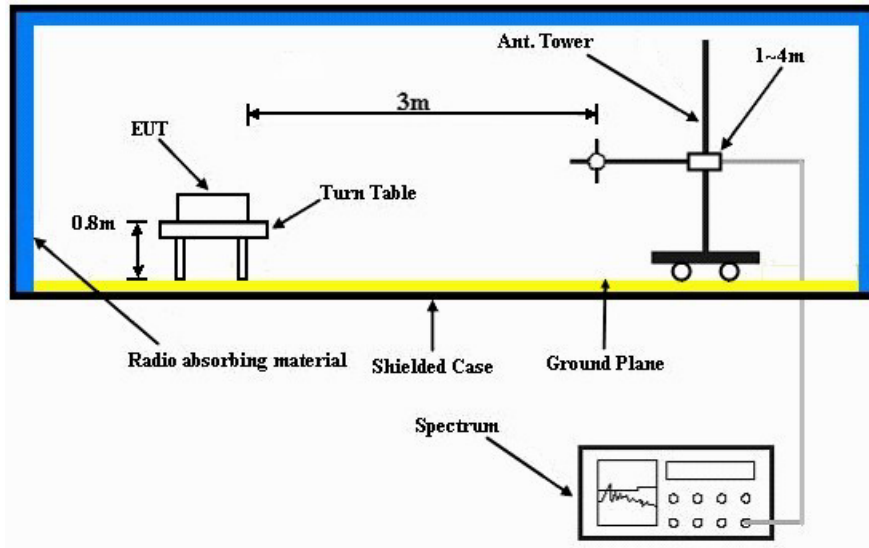 Ant. Tower
1~4m
3m
EUT
Turn Table
0.8m
Radio absorbing material
Shielded Case
Ground Plane
Spectrum